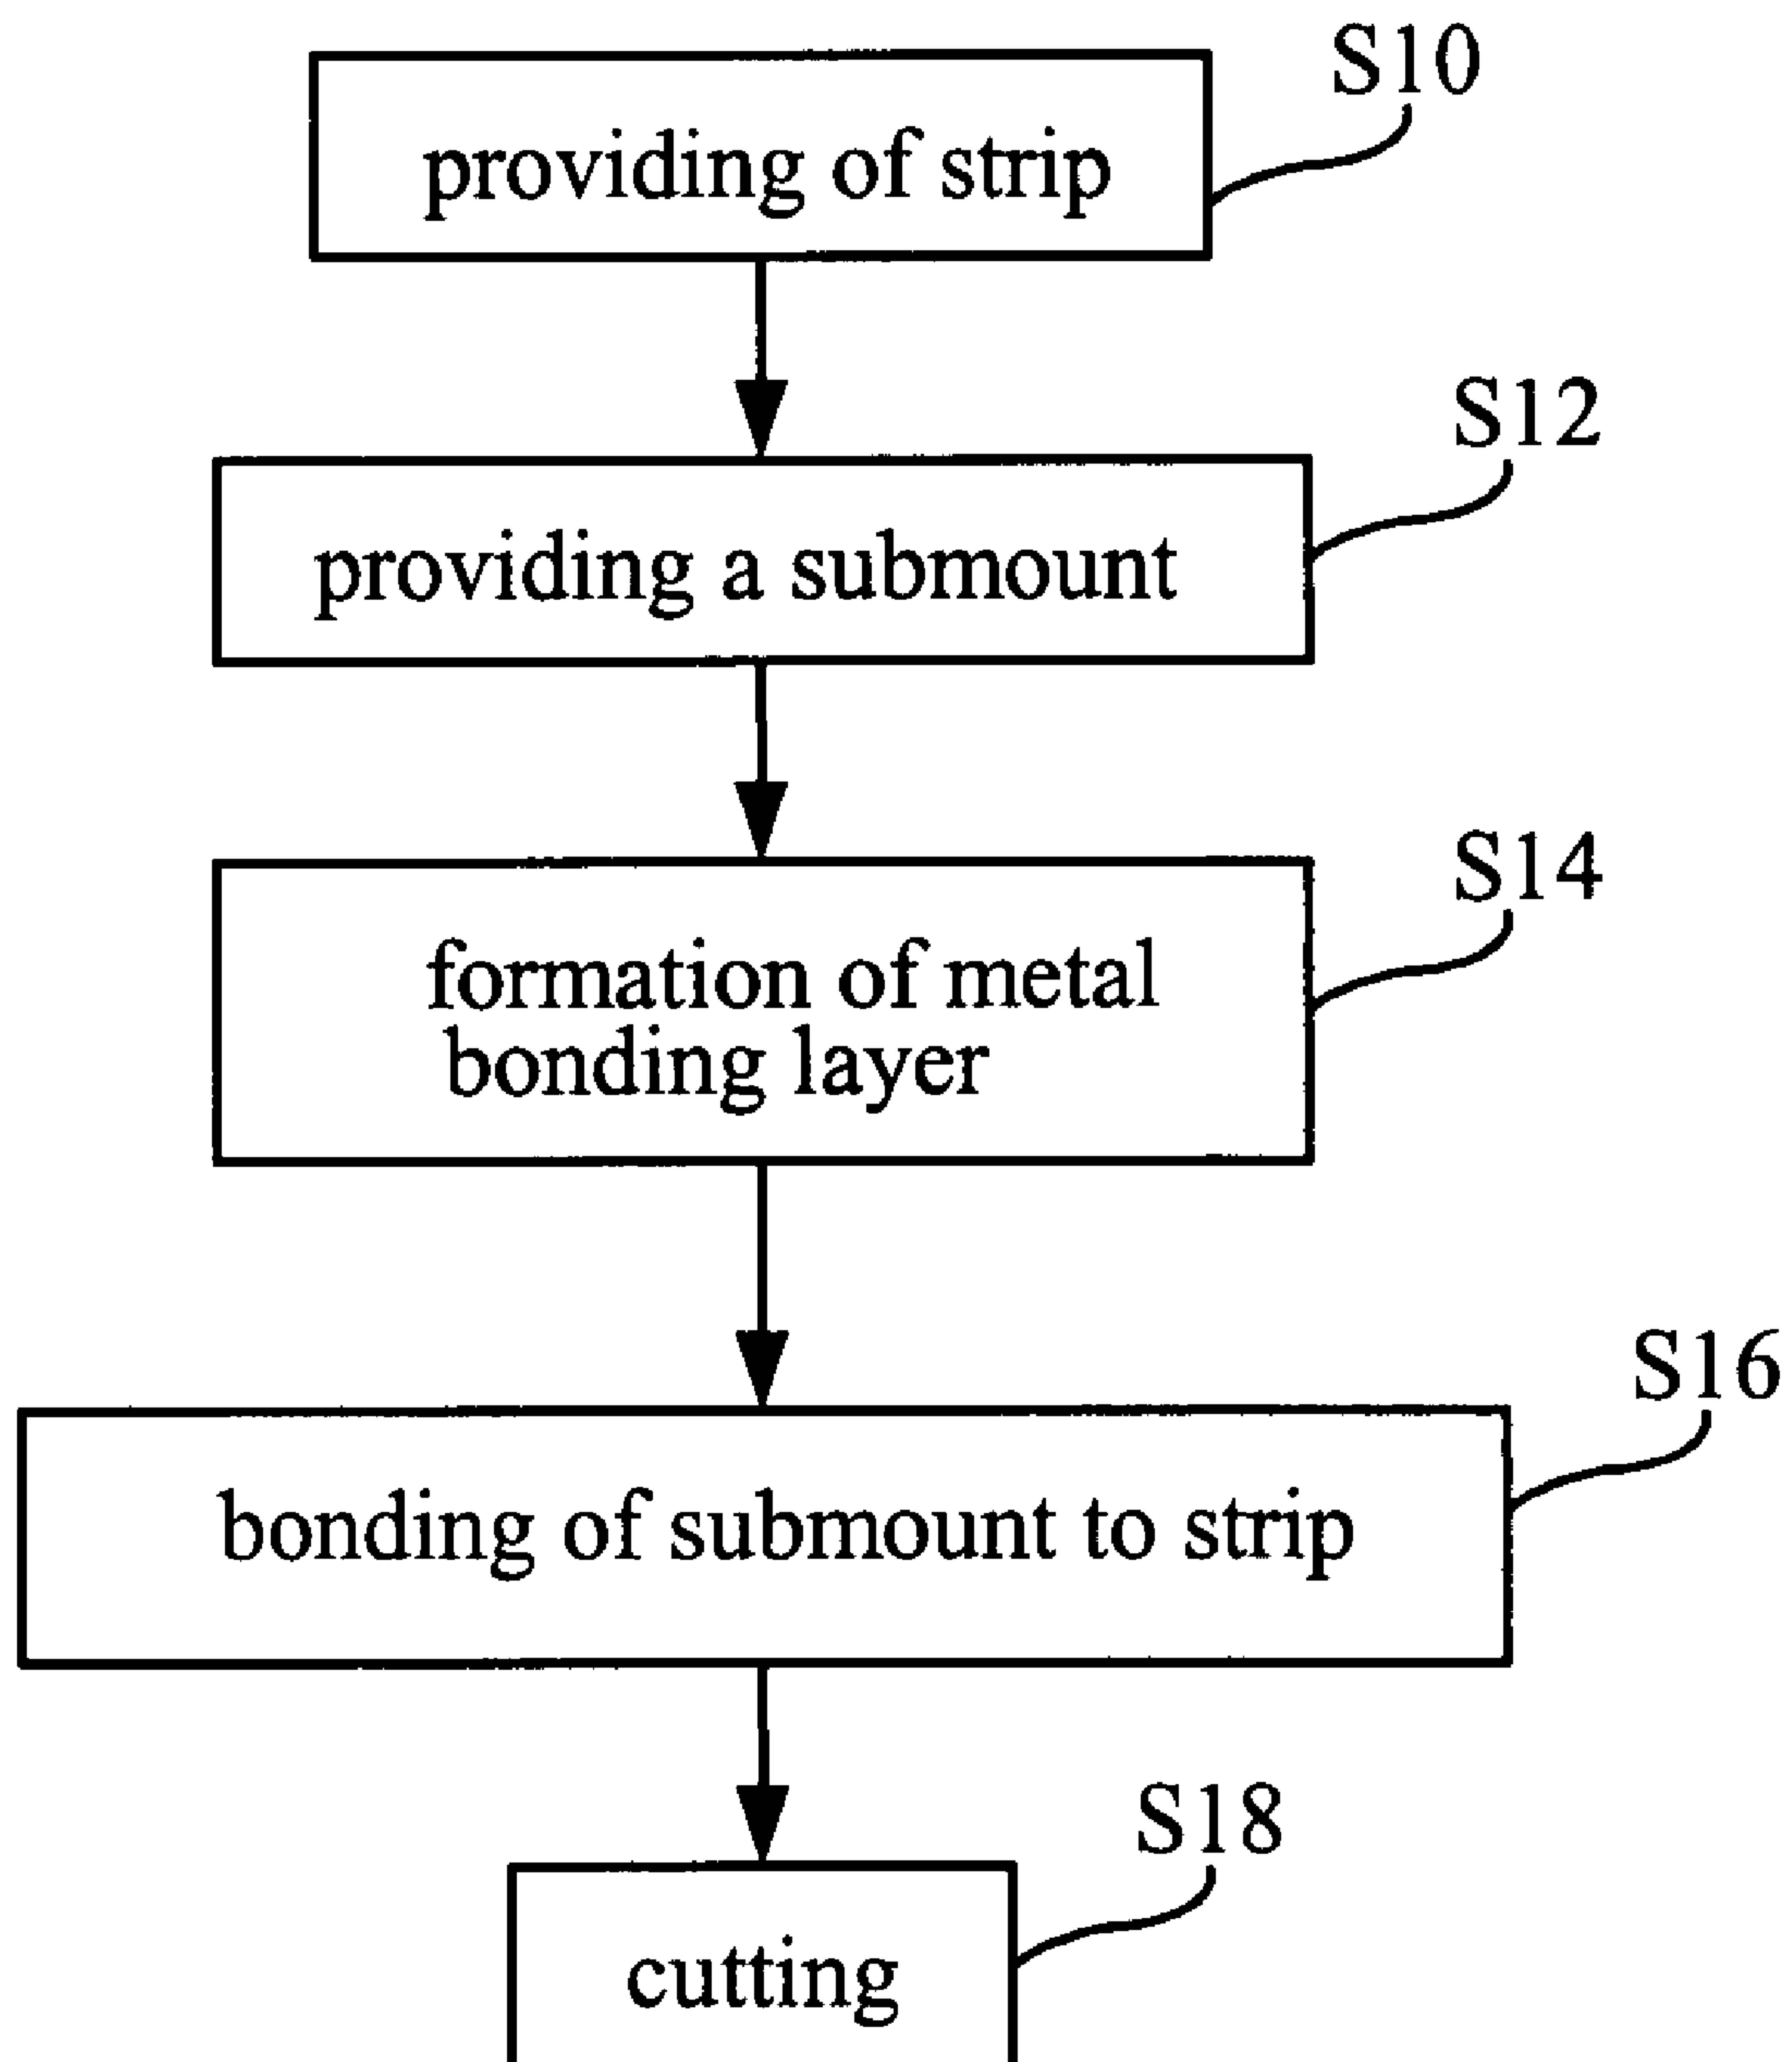 S10
providing of strip
S12
providing a submount
S14
formation of metal
bonding layer
S16
bonding of submount to strip
S18
cutting